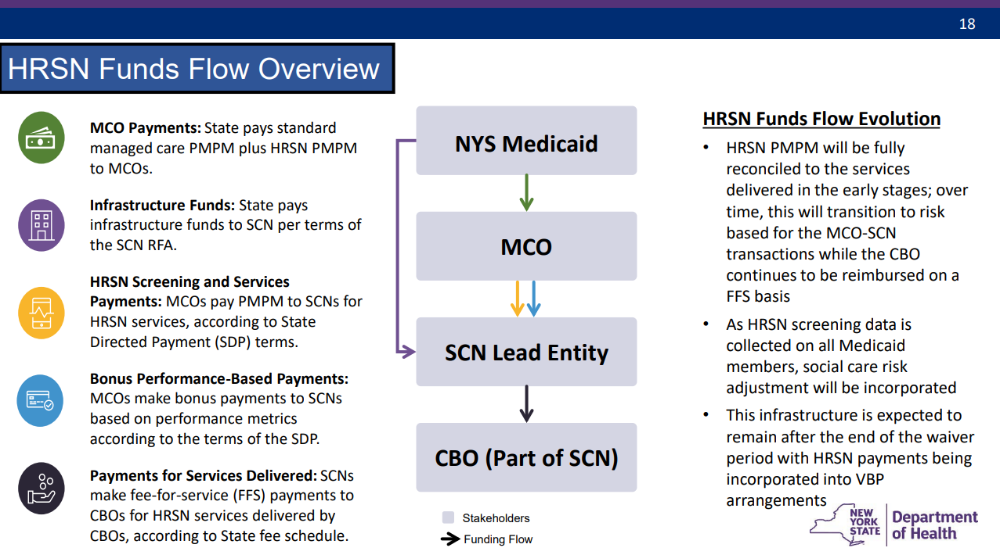 18
HRSN Funds Flow Overview
MCO Payments: State pays standard
managed care PMPM plus HRSN PMPM
to MCOs.
Infrastructure Funds: State pays
infrastructure funds to SCN per terms of
the SCN RFA.
HRSN Screening and Services
Payments: MCOs pay PMPM to SCNs for
HRSN services, according to State
Directed Payment (SDP) terms.
Bonus Performance-Based Payments:
MCOs make bonus payments to SCNs
based on performance metrics
according to the terms of the SDP.
Payments for Services Delivered: SCNs
make fee-for-service (FFS) payments to
CBOs for HRSN services delivered by
CBOs, according to State fee schedule.
NYS Medicaid
MCO
SCN Lead Entity
CBO (Part of SCN)
Stakeholders
Funding Flow
HRSN Funds Flow Evolution
• HRSN PMPM will be fully
reconciled to the services
delivered in the early stages; over
time, this will transition to risk
based for the MCO-SCN
transactions while the CBO
continues to be reimbursed on a
FFS basis
• As HRSN screening data is
collected on all Medicaid
members, social care risk
adjustment will be incorporated
• This infrastructure is expected to
remain after the end of the waiver
period with HRSN payments being
incorporated into VBP
arrangements
NEW
YORK
STATE
Department
of Health